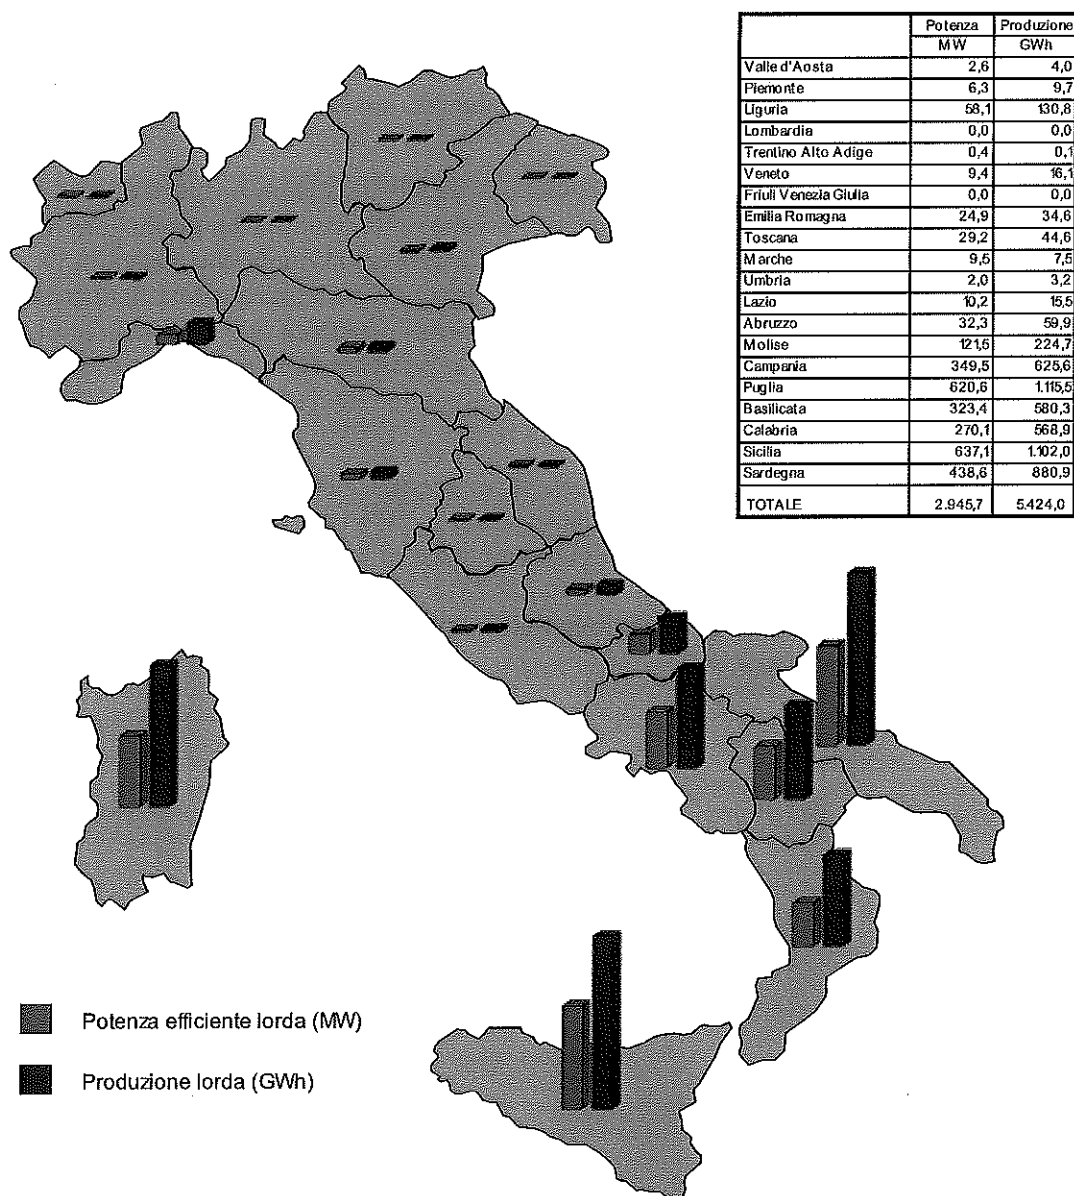 Potenza Produzione
MW GWh
Valle d'Aosta 2,6 4,0
Piemonte 6,3 9,7
Liguria 58,1 130,8
Lombardia 0,0 0,0
Trentino Alto Adige 0,4 0,1
Veneto 9,4 16,1
Friuli Venezia Giulia 0,0 0,0
Emilia Romagna 24,9 34,6
Toscana 29,2 44,6
Marche 9,5 7,5
Umbria 2,0 3,2
Lazio 10,2 15,5
Abruzzo 32,3 59,9
Molise 121,5 224,7
Campania 349,5 625,6
Puglia 620,6 1.115,5
Basilicata 323,4 580,3
Calabria 270,1 568,9
Sicilia 637,1 1.102,0
Sardegna 438,6 880,9
TOTALE 2.945,7 5.424,0
Potenza efficiente lorda (MW)
Produzione lorda (GWh)